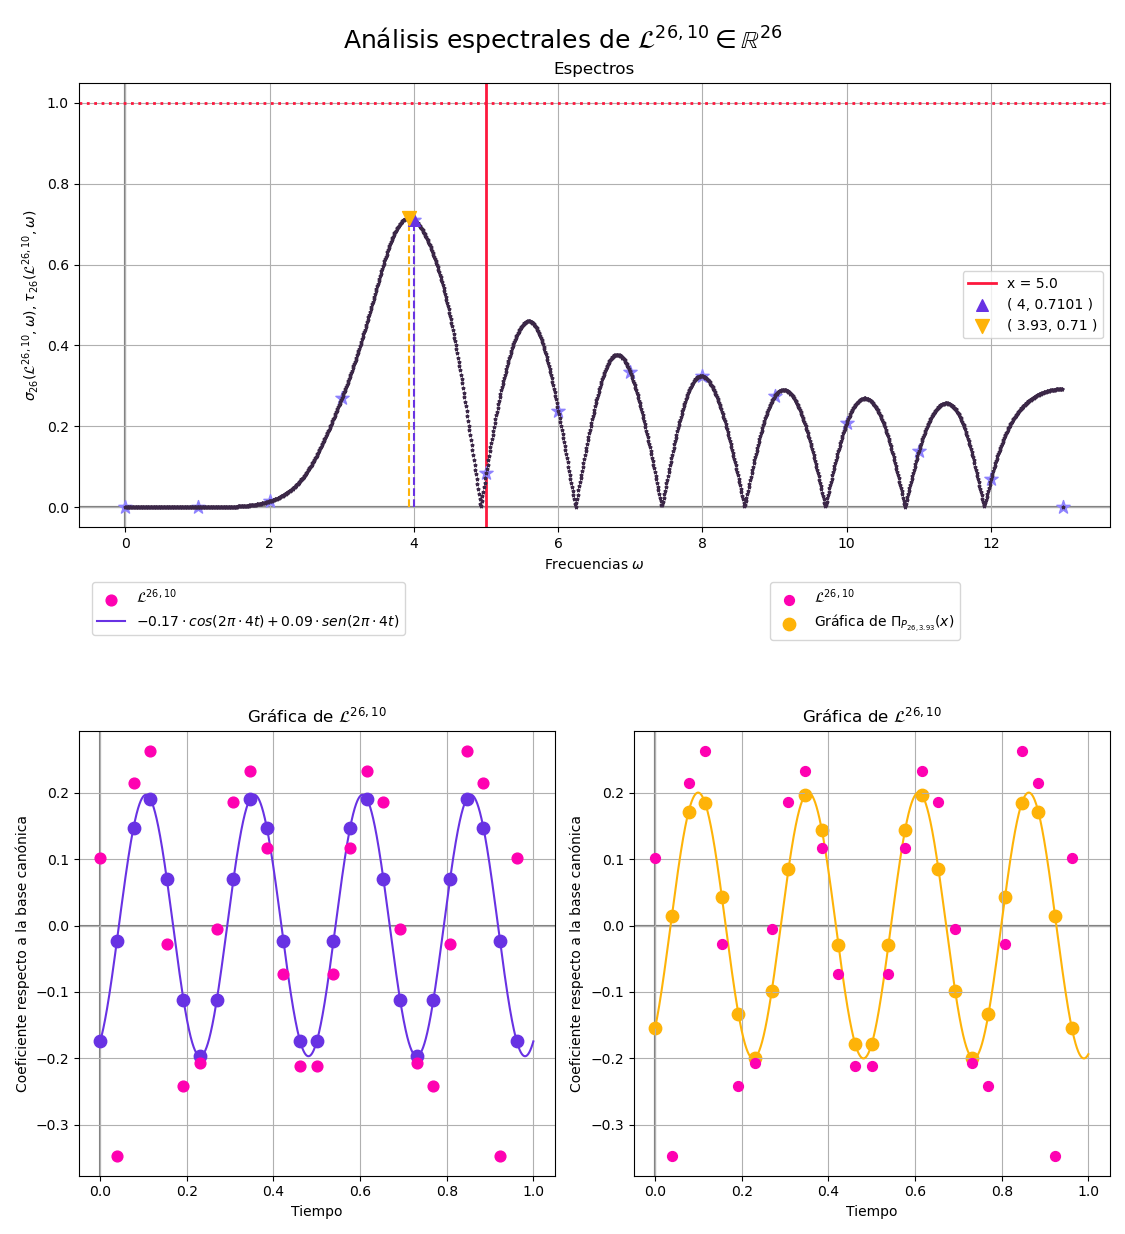 Análisis espectrales de 𝓛^{26,10} ∈ ℝ^{26}
Espectros
1.0
0.8
0.6
0.4
0.2
0.0
σ_{26}(𝓛^{26,10}, ω), τ_{26}(𝓛^{26,10}, ω)
x = 5.0
( 4, 0.7101 )
( 3.93, 0.71 )
0 2 4 6 8 10 12
Frecuencias ω
𝓛^{26,10}
−0.17 · cos(2π · 4t) + 0.09 · sen(2π · 4t)
𝓛^{26,10}
Gráfica de Π_{P_{26,3.93}}(x)
Gráfica de 𝓛^{26,10}
0.2
0.1
0.0
−0.1
−0.2
−0.3
Coeficiente respecto a la base canónica
0.0 0.2 0.4 0.6 0.8 1.0
Tiempo
Gráfica de 𝓛^{26,10}
0.2
0.1
0.0
−0.1
−0.2
−0.3
Coeficiente respecto a la base canónica
0.0 0.2 0.4 0.6 0.8 1.0
Tiempo